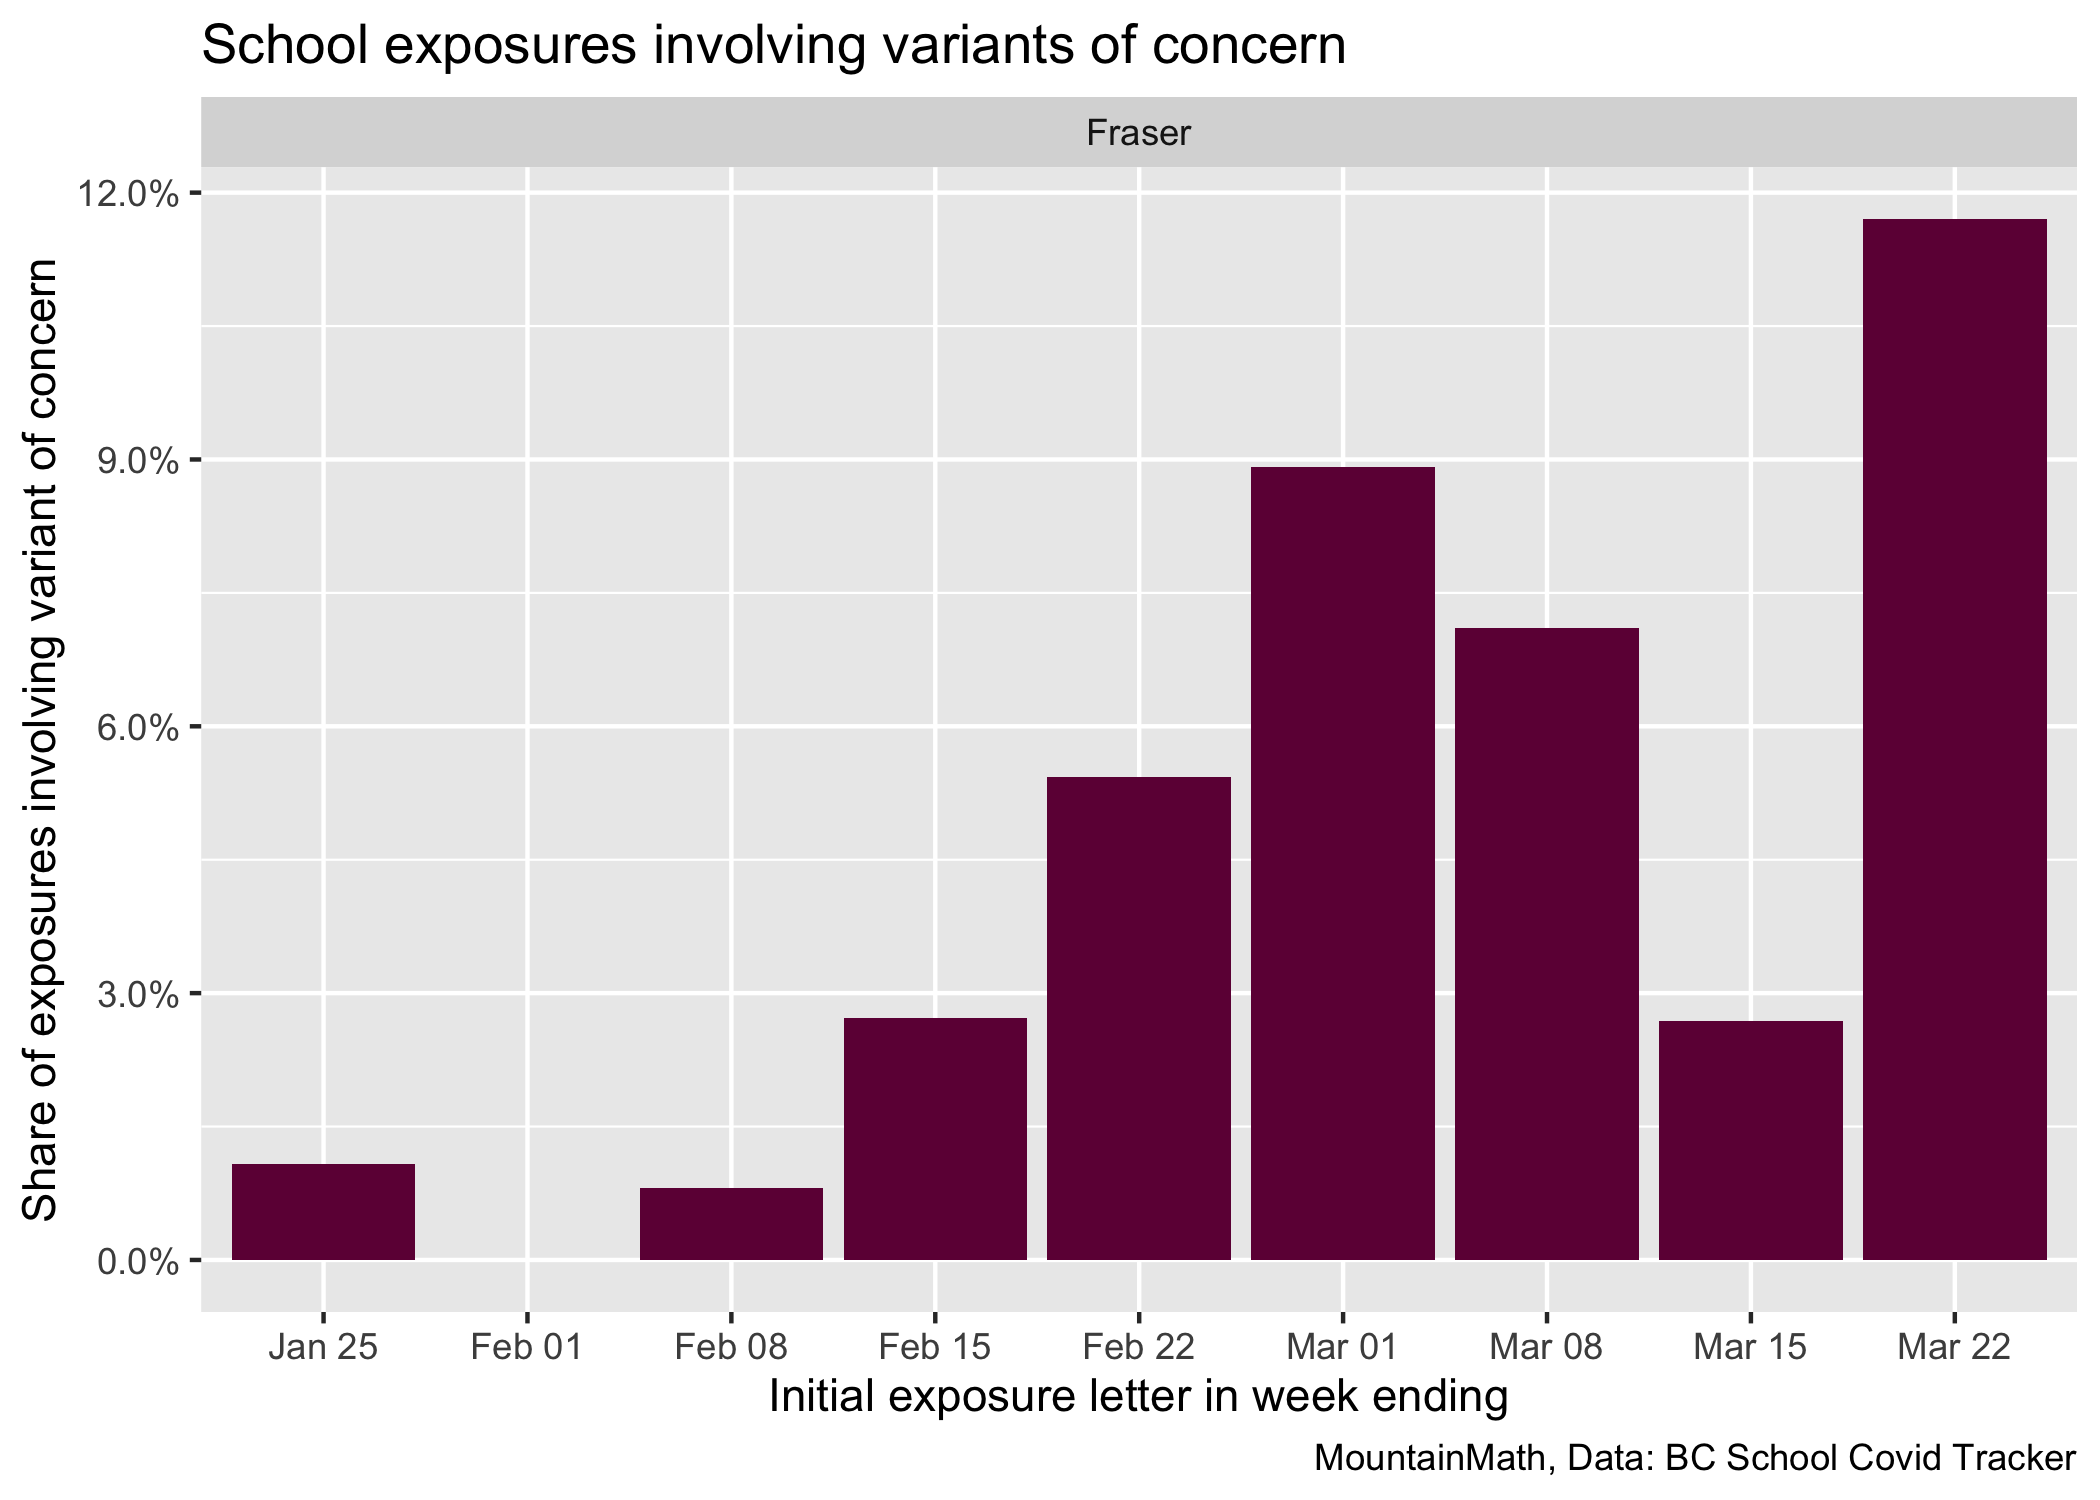 School exposures involving variants of concern
Fraser
Share of exposures involving variant of concern
12.0%
9.0%
6.0%
3.0%
0.0%
Jan 25 Feb 01 Feb 08 Feb 15 Feb 22 Mar 01 Mar 08 Mar 15 Mar 22
Initial exposure letter in week ending
MountainMath, Data: BC School Covid Tracker